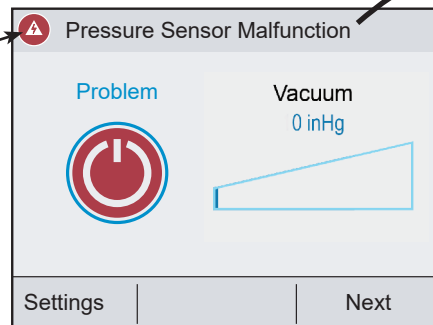 Pressure Sensor Malfunction
Problem
Vacuum
0 inHg
Settings
Next